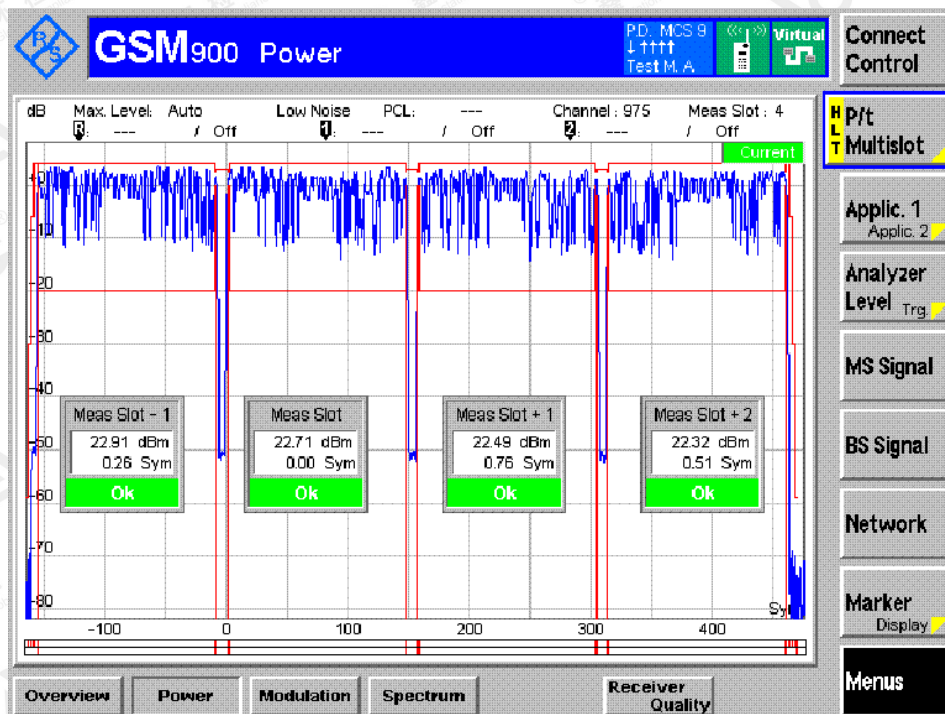 R/S
GSM900 Power
P.D. MCS 9
↓ ↑↑↑↑
Test M. A.
Virtual
Connect
Control
dB Max. Level: Auto Low Noise PCL: --- Channel : 975 Meas Slot : 4
R: --- / Off 1: --- / Off 2: --- / Off
HLT
P/t
Multislot
Current
+0
-10
-20
-30
-40
-50
-60
-70
-80
Applic. 1
Applic. 2
Analyzer
Level Trg.
MS Signal
Meas Slot - 1
22.91 dBm
0.26 Sym
Ok
Meas Slot
22.71 dBm
0.00 Sym
Ok
Meas Slot + 1
22.49 dBm
0.76 Sym
Ok
Meas Slot + 2
22.32 dBm
0.51 Sym
Ok
BS Signal
Network
Marker
Display
-100 0 100 200 300 400
Menus
Overview Power Modulation Spectrum Receiver
Quality